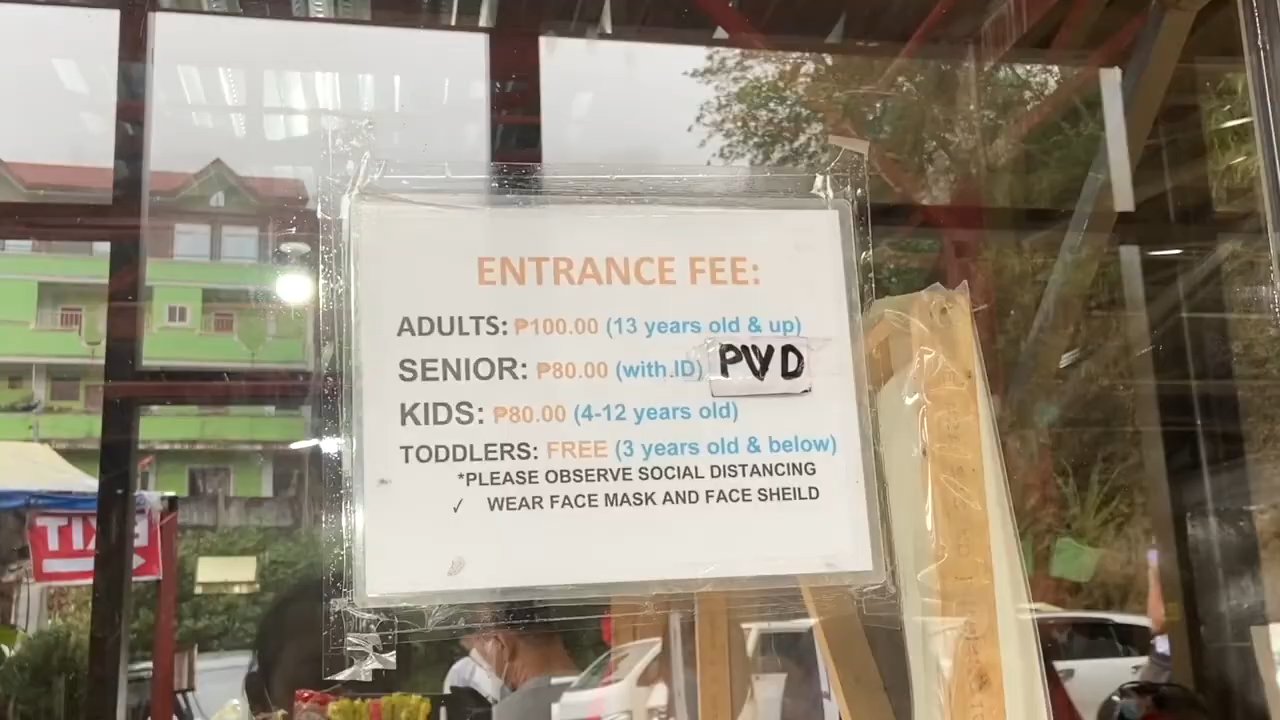 ENTRANCE FEE:
ADULTS: ₱100.00 (13 years old & up)
SENIOR: ₱80.00 (with ID) PWD
KIDS: ₱80.00 (4-12 years old)
TODDLERS: FREE (3 years old & below)
*PLEASE OBSERVE SOCIAL DISTANCING
✓ WEAR FACE MASK AND FACE SHEILD
EXIT